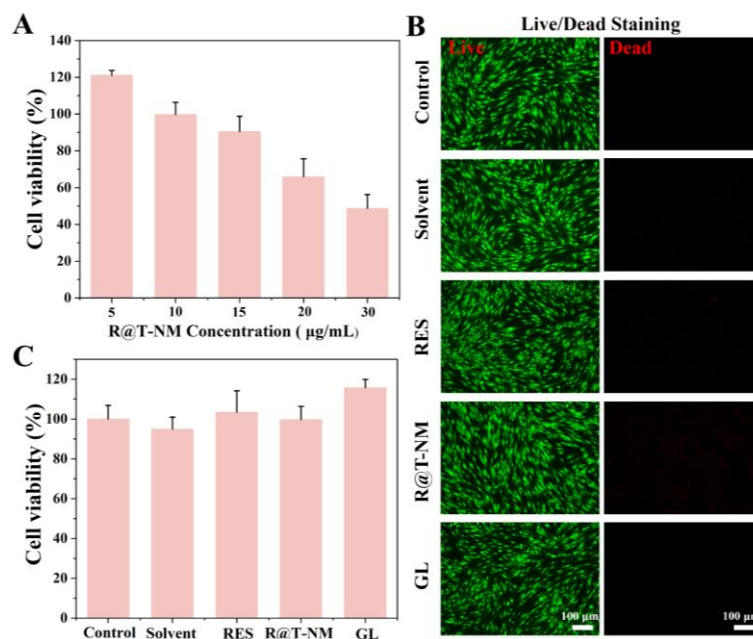 A
140
120
100
80
60
40
20
0
Cell viability (%)
5 10 15 20 30
R@T-NM Concentration ( μg/mL)
B
Live/Dead Staining
Live Dead
Control
Solvent
RES
R@T-NM
GL
100 μm 100 μm
C
120
100
80
60
40
20
0
Cell viability (%)
Control Solvent RES R@T-NM GL